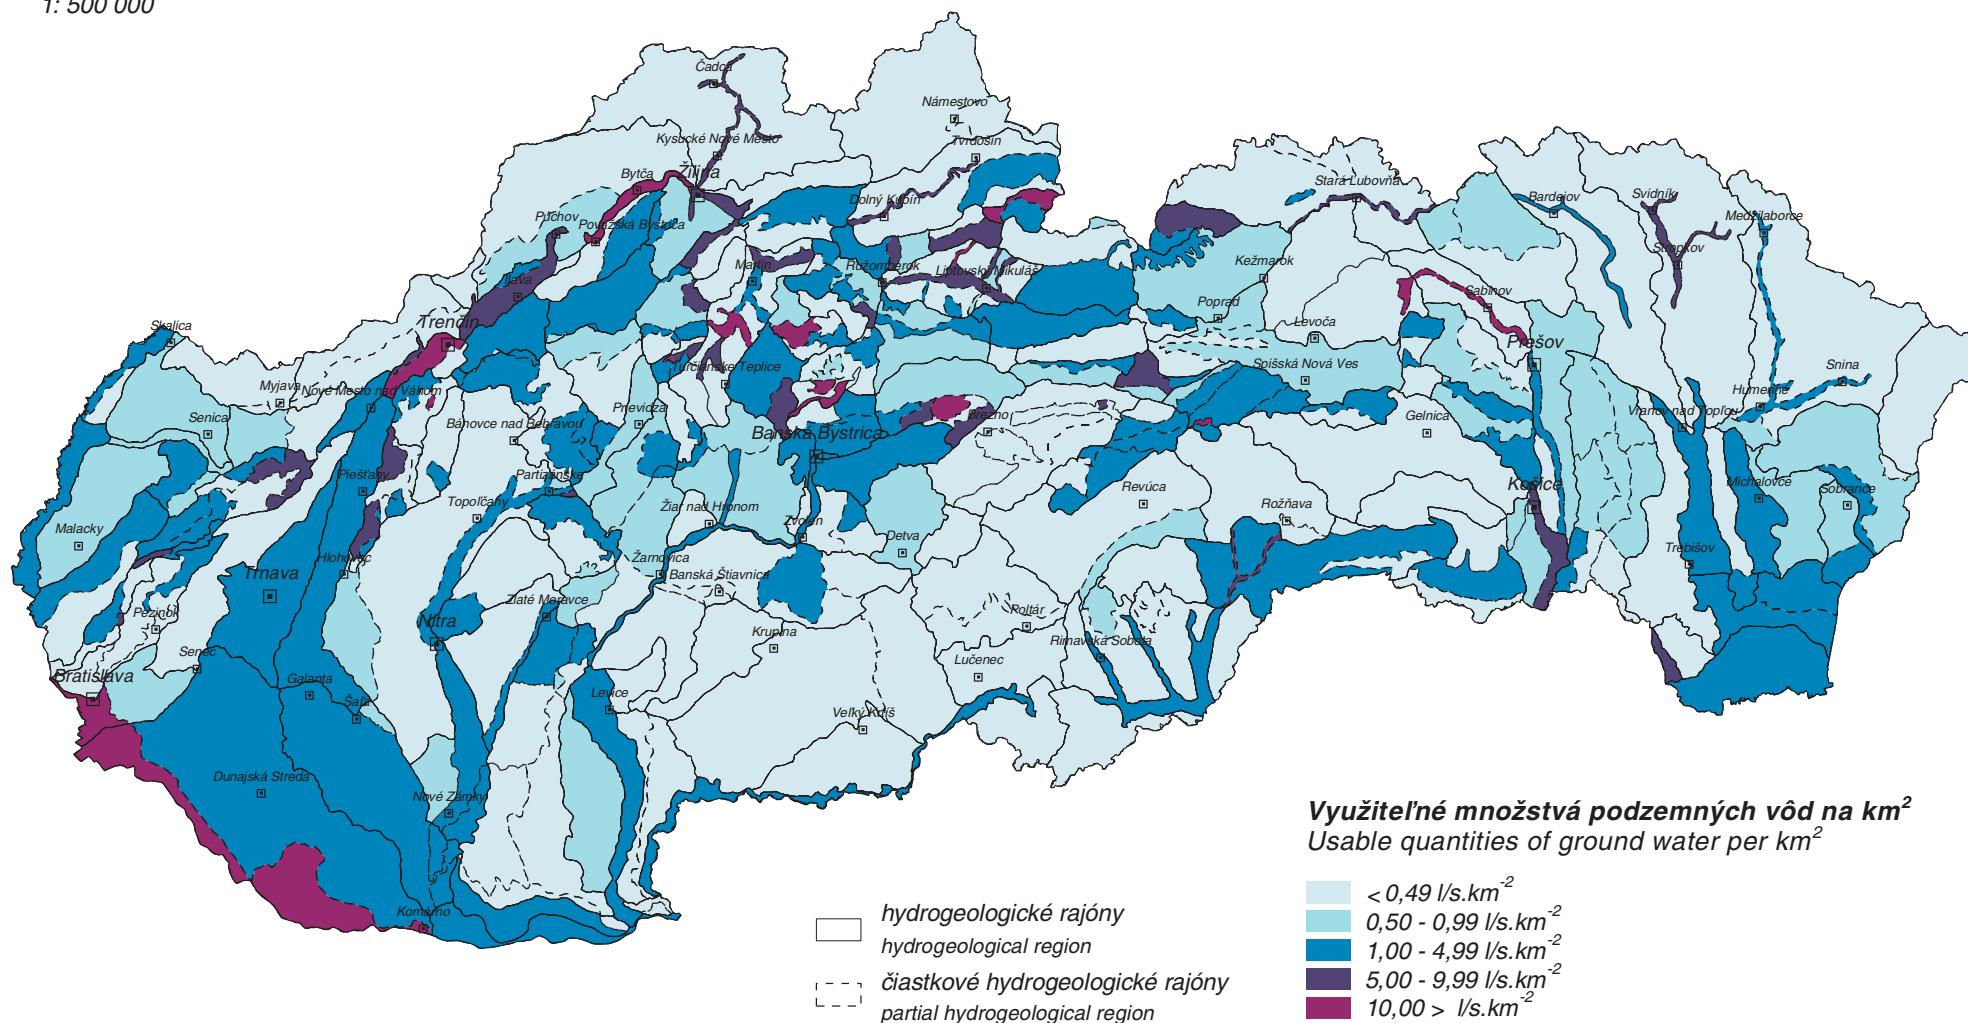 1: 500 000
Čadca
Námestovo
Kysucké Nové Mesto
Tvrdošín
Bytča
Žilina
Stará Ľubovňa
Bardejov
Svidník
Medzilaborce
Dolný Kubín
Púchov
Považská Bystrica
Stropkov
Martin
Ružomberok
Liptovský Mikuláš
Kežmarok
Ilava
Poprad
Sabinov
Skalica
Trenčín
Levoča
Prešov
Turčianske Teplice
Spišská Nová Ves
Snina
Myjava
Nové Mesto nad Váhom
Humenné
Senica
Prievidza
Brezno
Gelnica
Vranov nad Topľou
Bánovce nad Bebravou
Banská Bystrica
Piešťany
Partizánske
Revúca
Košice
Michalovce
Sobrance
Topoľčany
Žiar nad Hronom
Rožňava
Malacky
Zvolen
Detva
Hlohovec
Žarnovica
Trebišov
Trnava
Banská Štiavnica
Zlaté Moravce
Poltár
Pezinok
Nitra
Krupina
Rimavská Sobota
Senec
Lučenec
Bratislava
Galanta
Šaľa
Levice
Veľký Krtíš
Dunajská Streda
Nové Zámky
Komárno
Využiteľné množstvá podzemných vôd na km²
Usable quantities of ground water per km²
< 0,49 l/s.km⁻²
0,50 - 0,99 l/s.km⁻²
1,00 - 4,99 l/s.km⁻²
5,00 - 9,99 l/s.km⁻²
10,00 > l/s.km⁻²
hydrogeologické rajóny
hydrogeological region
čiastkové hydrogeologické rajóny
partial hydrogeological region